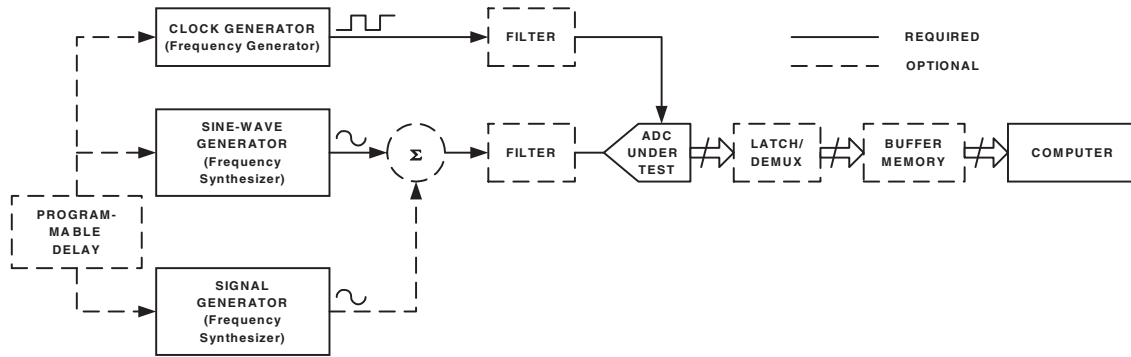 CLOCK GENERATOR
(Frequency Generator)
FILTER
REQUIRED
OPTIONAL
SINE-WAVE
GENERATOR
(Frequency
Synthesizer)
Σ
FILTER
ADC
UNDER
TEST
LATCH/
DEMUX
BUFFER
MEMORY
COMPUTER
PROGRAM-
MABLE
DELAY
SIGNAL
GENERATOR
(Frequency
Synthesizer)